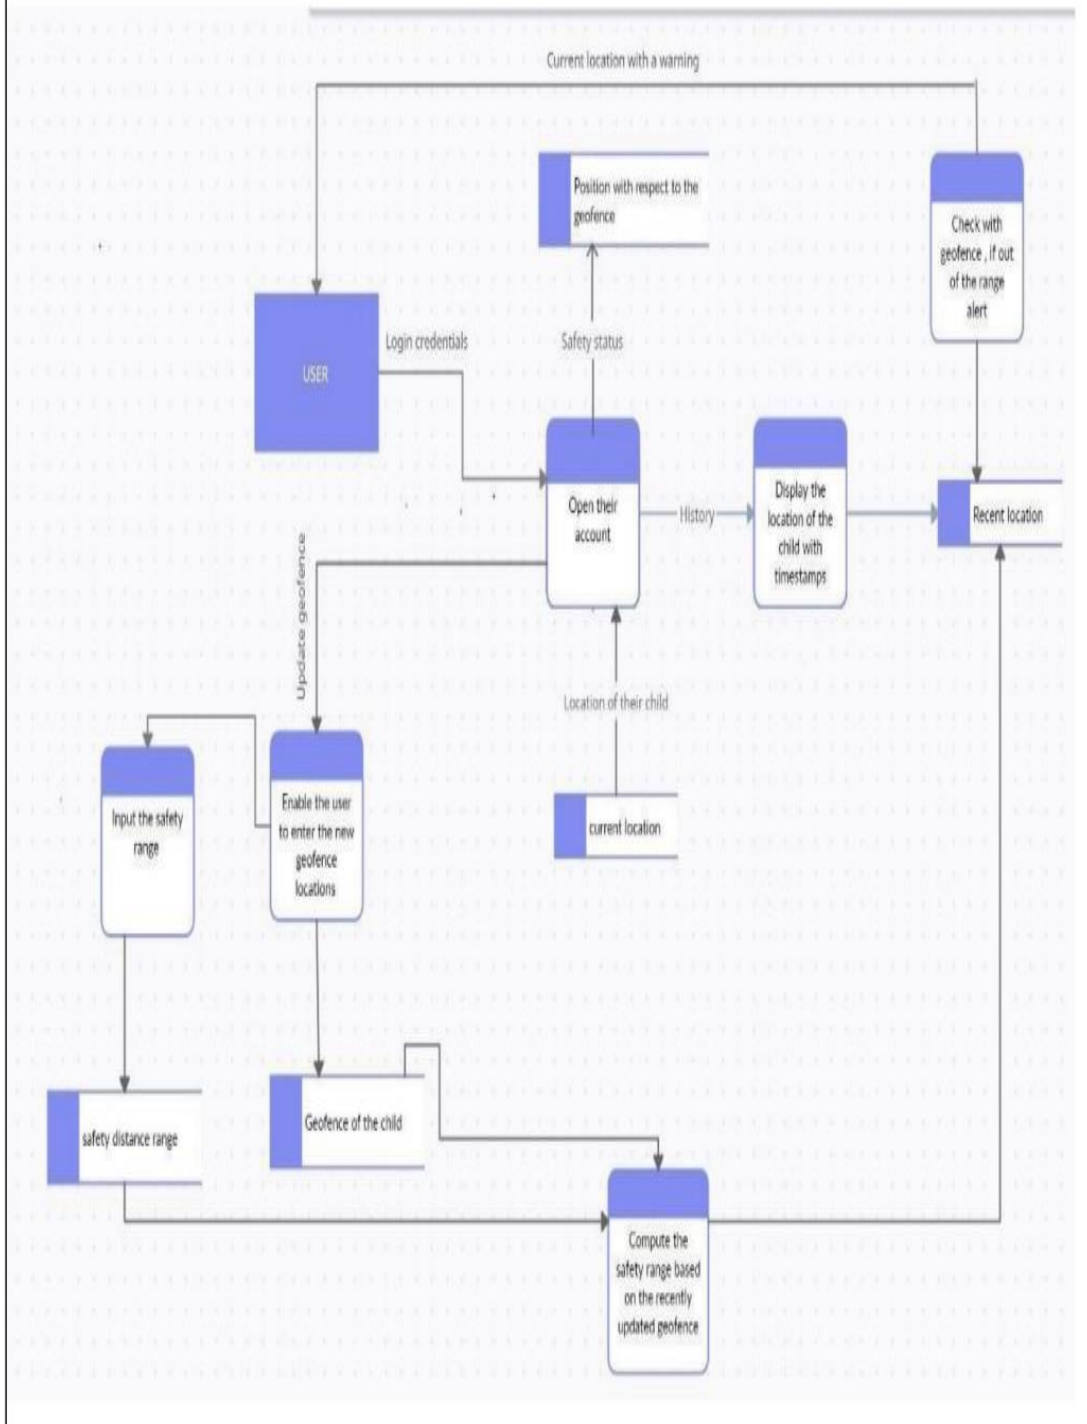 Current location with a warning
Position with respect to the
geofence
Check with
geofence , if out
of the range
alert
Login credentials
Safety status
USER
Open their
account
History
Display the
location of the
child with
timestamps
Recent location
Update geofence
Location of their child
Input the safety
range
Enable the user
to enter the new
geofence
locations
current location
safety distance range
Geofence of the child
Compute the
safety range based
on the recently
updated geofence